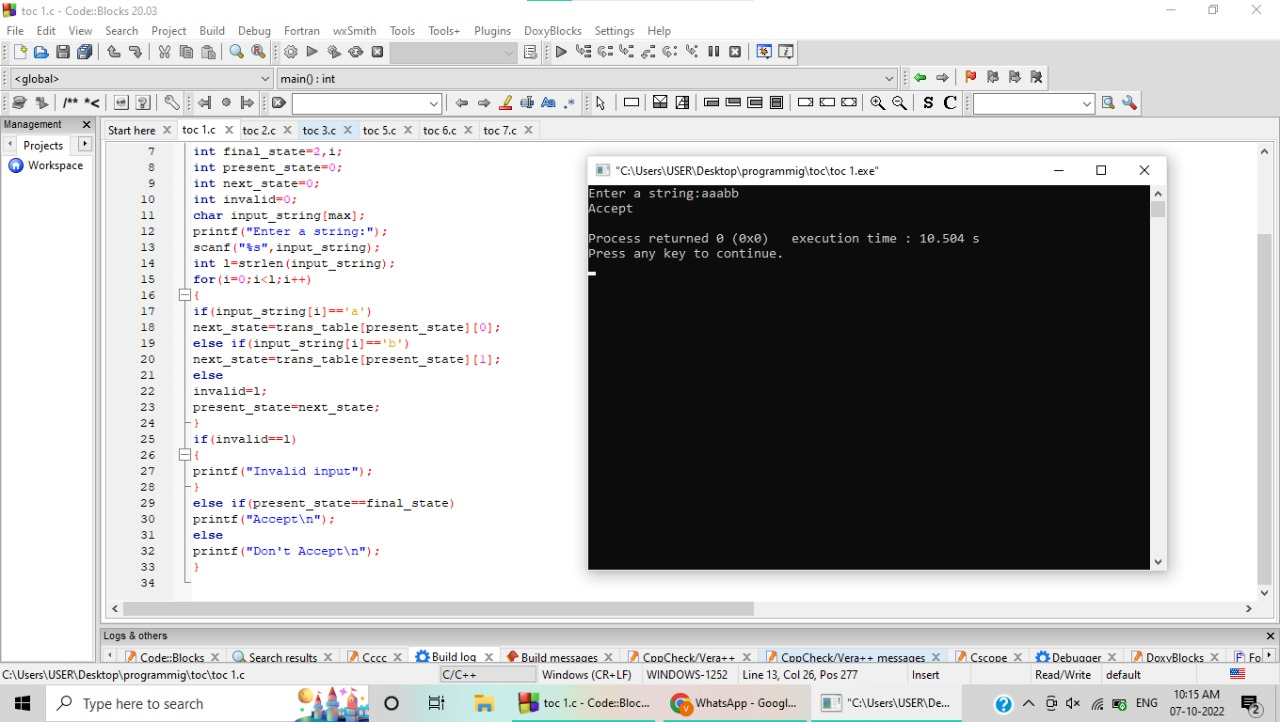 toc 1.c - Code::Blocks 20.03
File Edit View Search Project Build Debug Fortran wxSmith Tools Tools+ Plugins DoxyBlocks Settings Help
<global> main() : int
/** *< S C
Management
Start here toc 1.c toc 2.c toc 3.c toc 5.c toc 6.c toc 7.c
Projects
Workspace
7 int final_state=2,i;
8 int present_state=0;
9 int next_state=0;
10 int invalid=0;
11 char input_string[max];
12 printf("Enter a string:");
13 scanf("%s",input_string);
14 int l=strlen(input_string);
15 for(i=0;i<l;i++)
16 {
17 if(input_string[i]=='a')
18 next_state=trans_table[present_state][0];
19 else if(input_string[i]=='b')
20 next_state=trans_table[present_state][1];
21 else
22 invalid=l;
23 present_state=next_state;
24 }
25 if(invalid==l)
26 {
27 printf("Invalid input");
28 }
29 else if(present_state==final_state)
30 printf("Accept\n");
31 else
32 printf("Don't Accept\n");
33 }
34
"C:\Users\USER\Desktop\programmig\toc\toc 1.exe"
Enter a string:aaabb
Accept
Process returned 0 (0x0)   execution time : 10.504 s
Press any key to continue.
Logs & others
Code::Blocks Search results Cccc Build log Build messages CppCheck/Vera++ CppCheck/Vera++ messages Cscope Debugger DoxyBlocks Fo
C:\Users\USER\Desktop\programmig\toc\toc 1.c C/C++ Windows (CR+LF) WINDOWS-1252 Line 13, Col 26, Pos 277 Insert Read/Write default
Type here to search toc 1.c - Code::Bloc... WhatsApp - Googl... "C:\Users\USER\De... ENG 10:15 AM
07-10-2022 2